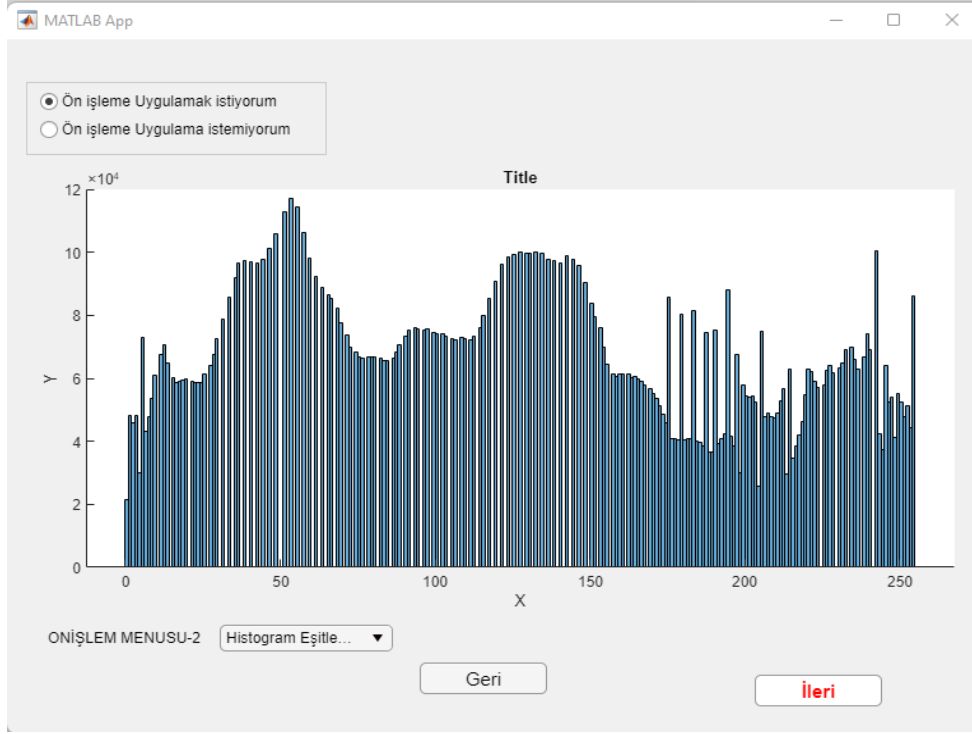 MATLAB App
Ön işleme Uygulamak istiyorum
Ön işleme Uygulama istemiyorum
Title
×10⁴
12
10
8
6
4
2
0
Y
0 50 100 150 200 250
X
ONİŞLEM MENUSU-2 Histogram Eşitle...
Geri
İleri